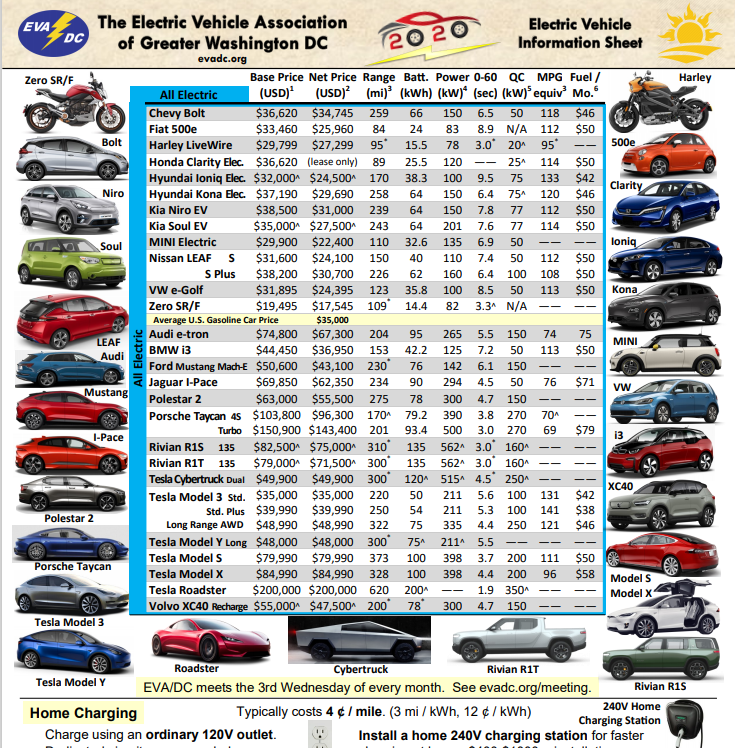 EVA DC
The Electric Vehicle Association
of Greater Washington DC
evadc.org
2020
Electric Vehicle
Information Sheet
Zero SR/F
Bolt
Niro
Soul
LEAF
Audi
Mustang
I-Pace
Polestar 2
Porsche Taycan
Tesla Model 3
Tesla Model Y
All Electric
All Electric Base Price (USD)¹ Net Price (USD)² Range (mi)³ Batt. (kWh) Power (kW)⁴ 0-60 (sec) QC (kW)⁵ MPG equiv³ Fuel / Mo.⁶
Chevy Bolt $36,620 $34,745 259 66 150 6.5 50 118 $46
Fiat 500e $33,460 $25,960 84 24 83 8.9 N/A 112 $50
Harley LiveWire $29,799 $27,299 95* 15.5 78 3.0* 20^ 95* — —
Honda Clarity Elec. $36,620 (lease only) 89 25.5 120 — — 25^ 114 $50
Hyundai Ioniq Elec. $32,000^ $24,500^ 170 38.3 100 9.5 75 133 $42
Hyundai Kona Elec. $37,190 $29,690 258 64 150 6.4 75^ 120 $46
Kia Niro EV $38,500 $31,000 239 64 150 7.8 77 112 $50
Kia Soul EV $35,000^ $27,500^ 243 64 201 7.6 77 114 $50
MINI Electric $29,900 $22,400 110 32.6 135 6.9 50 — — — —
Nissan LEAF S $31,600 $24,100 150 40 110 7.4 50 112 $50
S Plus $38,200 $30,700 226 62 160 6.4 100 108 $50
VW e-Golf $31,895 $24,395 123 35.8 100 8.5 50 113 $50
Zero SR/F $19,495 $17,545 109* 14.4 82 3.3^ N/A — — — —
Average U.S. Gasoline Car Price $35,000
Audi e-tron $74,800 $67,300 204 95 265 5.5 150 74 75
BMW i3 $44,450 $36,950 153 42.2 125 7.2 50 113 $50
Ford Mustang Mach-E $50,600 $43,100 230* 76 142 6.1 150 — — — —
Jaguar I-Pace $69,850 $62,350 234 90 294 4.5 50 76 $71
Polestar 2 $63,000 $55,500 275 78 300 4.7 150 — — — —
Porsche Taycan 4S $103,800 $96,300 170^ 79.2 390 3.8 270 70^ — —
Turbo $150,900 $143,400 201 93.4 500 3.0 270 69 $79
Rivian R1S 135 $82,500^ $75,000^ 310* 135 562^ 3.0* 160^ — — — —
Rivian R1T 135 $79,000^ $71,500^ 300* 135 562^ 3.0* 160^ — — — —
Tesla Cybertruck Dual $49,900 $49,900 300* 120^ 515^ 4.5* 250^ — — — —
Tesla Model 3 Std. $35,000 $35,000 220 50 211 5.6 100 131 $42
Std. Plus $39,990 $39,990 250 54 211 5.3 100 141 $38
Long Range AWD $48,990 $48,990 322 75 335 4.4 250 121 $46
Tesla Model Y Long $48,000 $48,000 300* 75^ 211^ 5.5 — — — — — —
Tesla Model S $79,990 $79,990 373 100 398 3.7 200 111 $50
Tesla Model X $84,990 $84,990 328 100 398 4.4 200 96 $58
Tesla Roadster $200,000 $200,000 620 200^ — — 1.9 350^ — — — —
Volvo XC40 Recharge $55,000^ $47,500^ 200* 78* 300 4.7 150 — — — —
Harley
500e
Clarity
Ioniq
Kona
MINI
VW
i3
XC40
Model S
Model X
Rivian R1S
Roadster
Cybertruck
Rivian R1T
EVA/DC meets the 3rd Wednesday of every month. See evadc.org/meeting.
Home Charging
Typically costs 4 ¢ / mile. (3 mi / kWh, 12 ¢ / kWh)
240V Home
Charging Station
Charge using an ordinary 120V outlet.
Install a home 240V charging station for faster